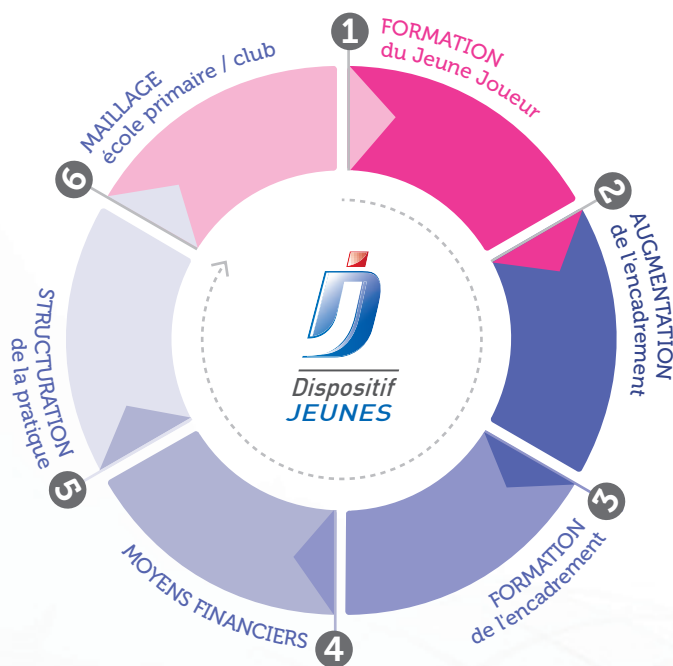 1
FORMATION
du Jeune Joueur
2
AUGMENTATION
de l'encadrement
3
FORMATION
de l'encadrement
4
MOYENS FINANCIERS
5
STRUCTURATION
de la pratique
6
MAILLAGE
école primaire / club
DJ
Dispositif
JEUNES